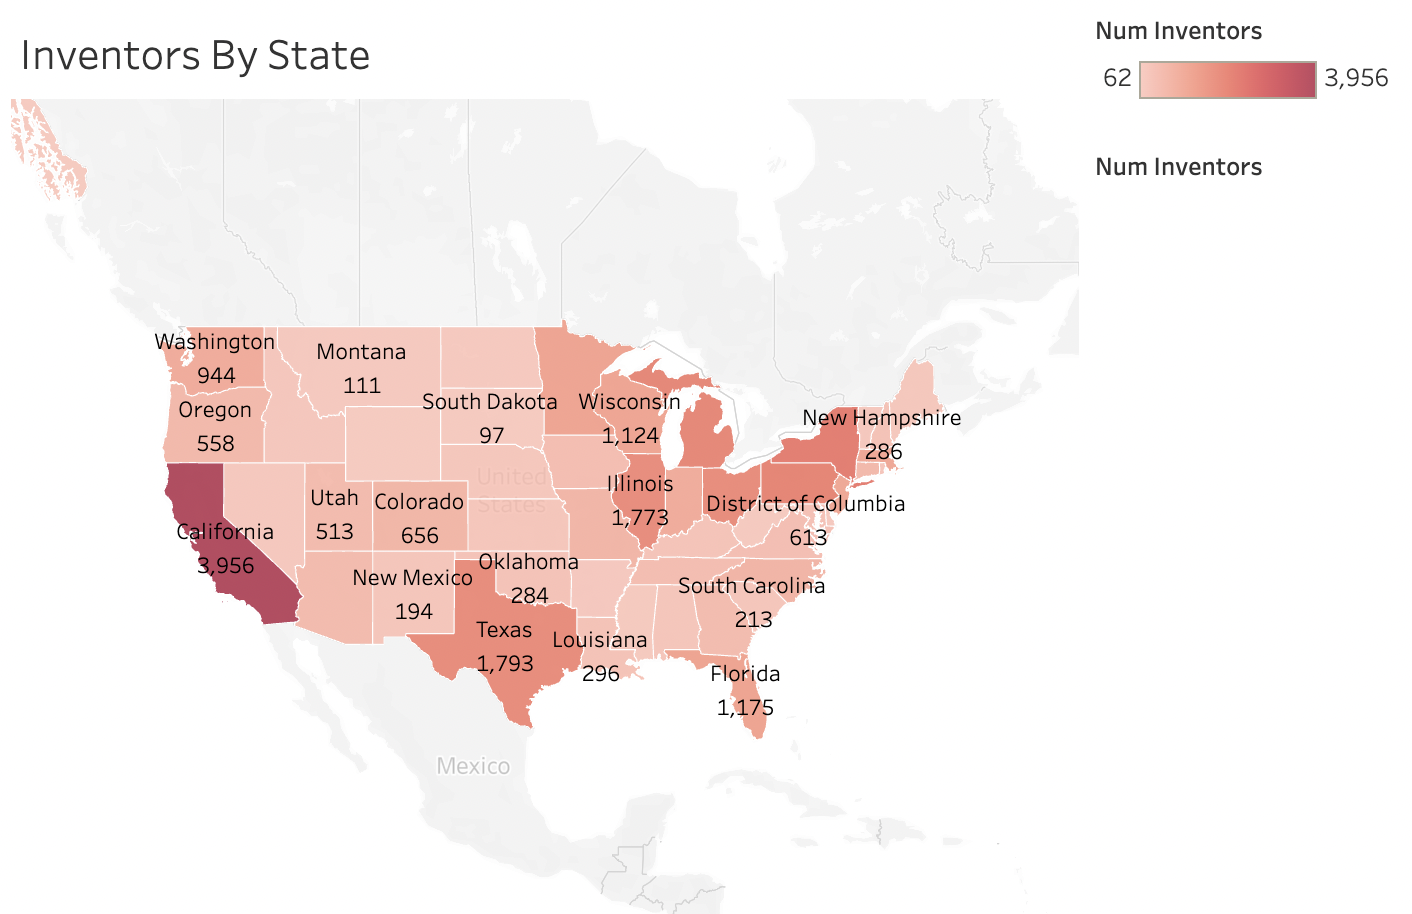 Inventors By State
Num Inventors
62
3,956
Num Inventors
Washington
944
Montana
111
Oregon
558
South Dakota
97
Wisconsin
1,124
New Hampshire
286
United
States
Illinois
1,773
Utah
513
Colorado
656
District of Columbia
613
California
3,956
Oklahoma
284
New Mexico
194
South Carolina
213
Texas
1,793
Louisiana
296
Florida
1,175
Mexico